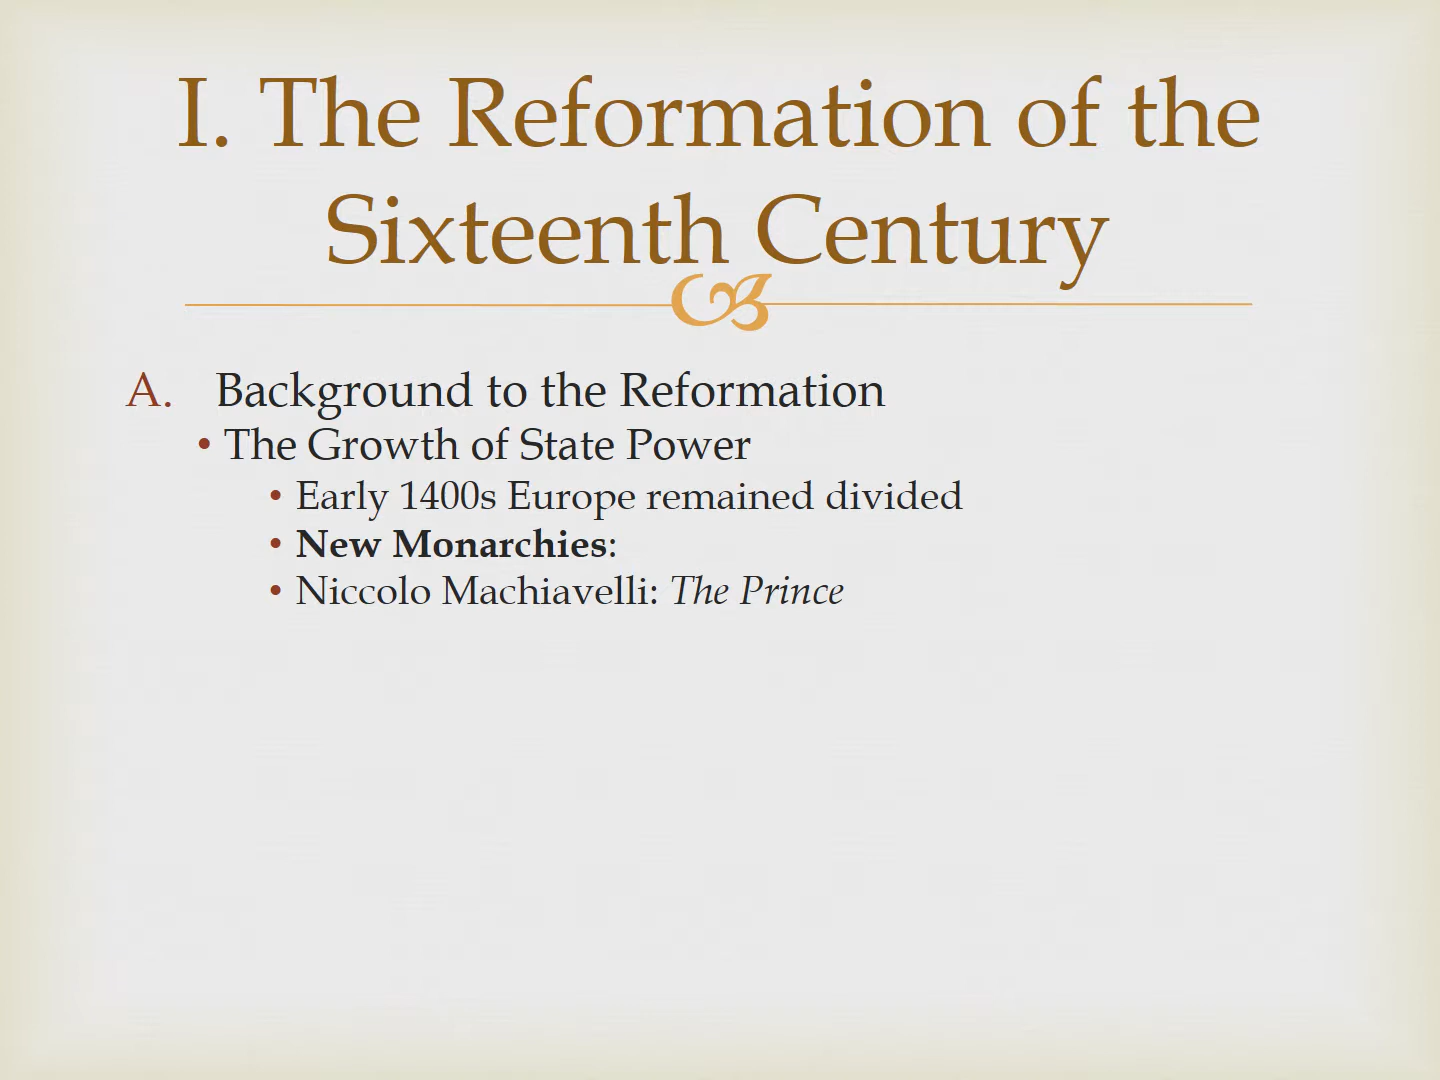 I. The Reformation of the
Sixteenth Century
A. Background to the Reformation
• The Growth of State Power
• Early 1400s Europe remained divided
• New Monarchies:
• Niccolo Machiavelli: The Prince